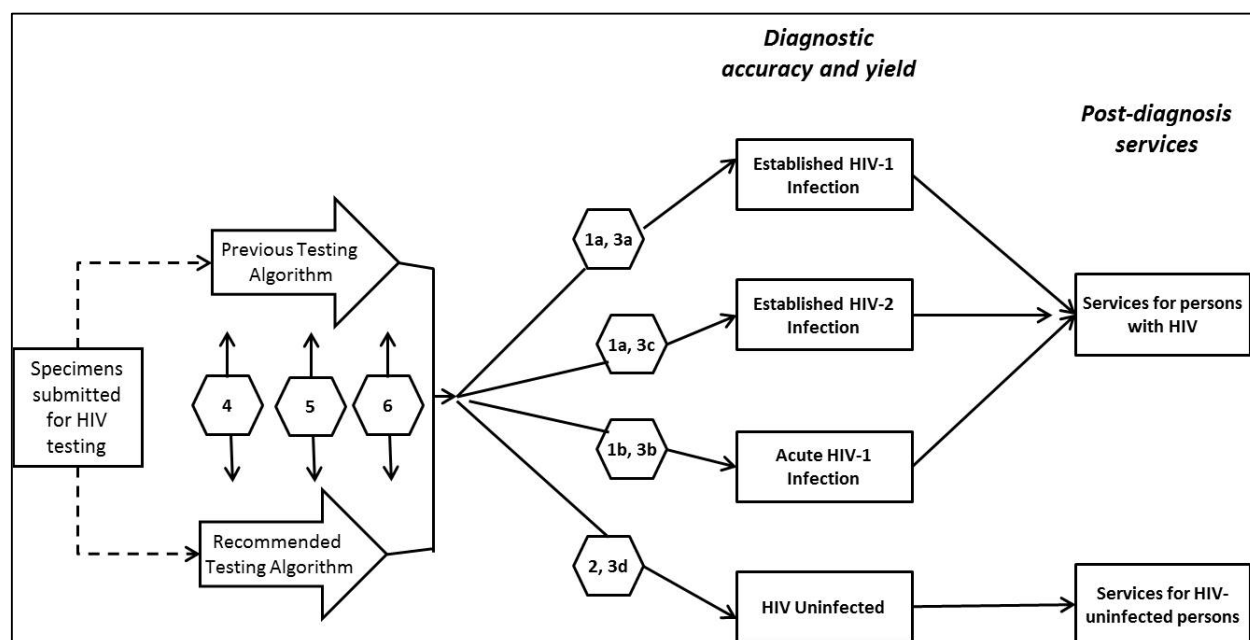 Diagnostic
accuracy and yield
Post-diagnosis
services
Established HIV-1
Infection
1a, 3a
Previous Testing
Algorithm
Established HIV-2
Infection
Services for persons
with HIV
1a, 3c
Specimens
submitted
for HIV
testing
4
5
6
1b, 3b
Acute HIV-1
Infection
Recommended
Testing Algorithm
2, 3d
HIV Uninfected
Services for HIV-
uninfected persons